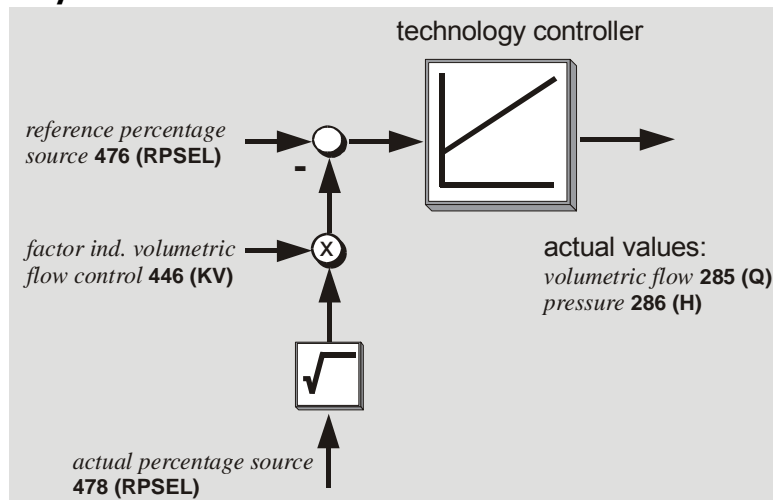 technology controller
reference percentage
source 476 (RPSEL)
-
factor ind. volumetric
flow control 446 (KV)
X
actual values:
volumetric flow 285 (Q)
pressure 286 (H)
√
actual percentage source
478 (RPSEL)